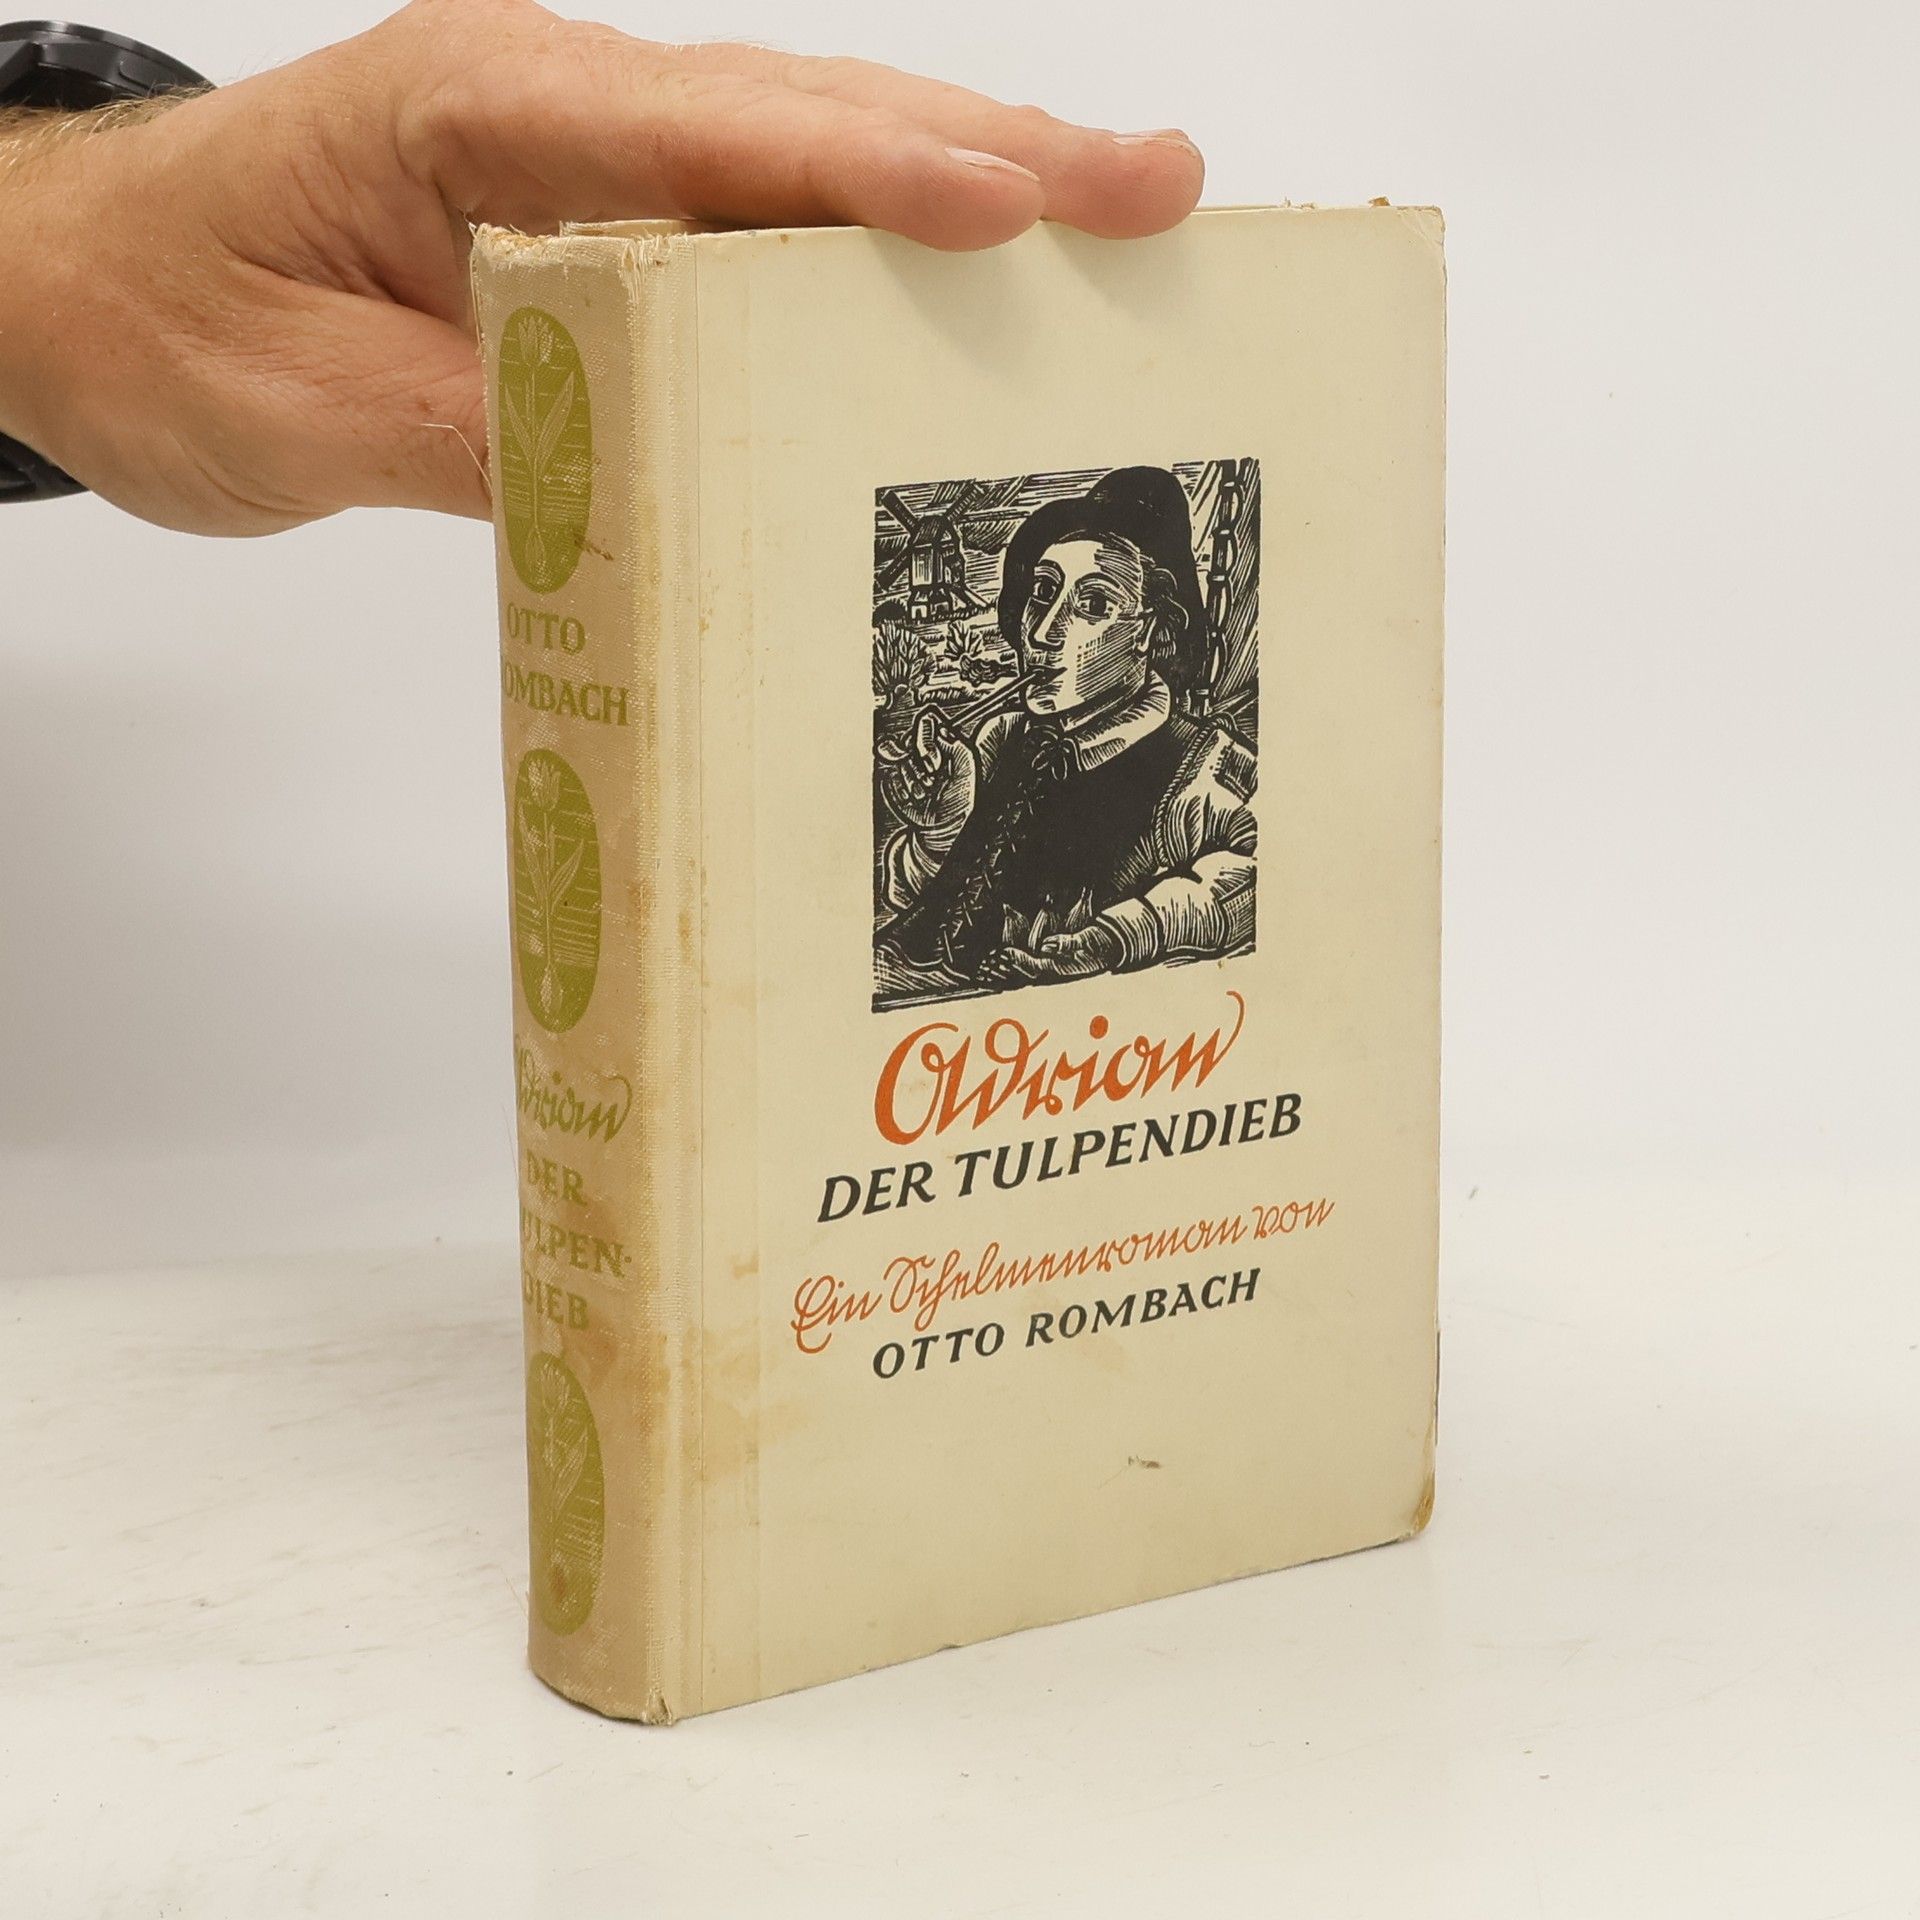 OTTO
ROMBACH
Adrian
DER
TULPEN-
DIEB
Adrian
DER TULPENDIEB
Ein Schelmenroman von
OTTO ROMBACH